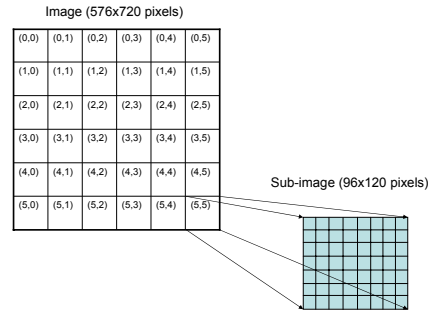 Image (576x720 pixels)
(0,0) (0,1) (0,2) (0,3) (0,4) (0,5)
(1,0) (1,1) (1,2) (1,3) (1,4) (1,5)
(2,0) (2,1) (2,2) (2,3) (2,4) (2,5)
(3,0) (3,1) (3,2) (3,3) (3,4) (3,5)
(4,0) (4,1) (4,2) (4,3) (4,4) (4,5)
Sub-image (96x120 pixels)
(5,0) (5,1) (5,2) (5,3) (5,4) (5,5)